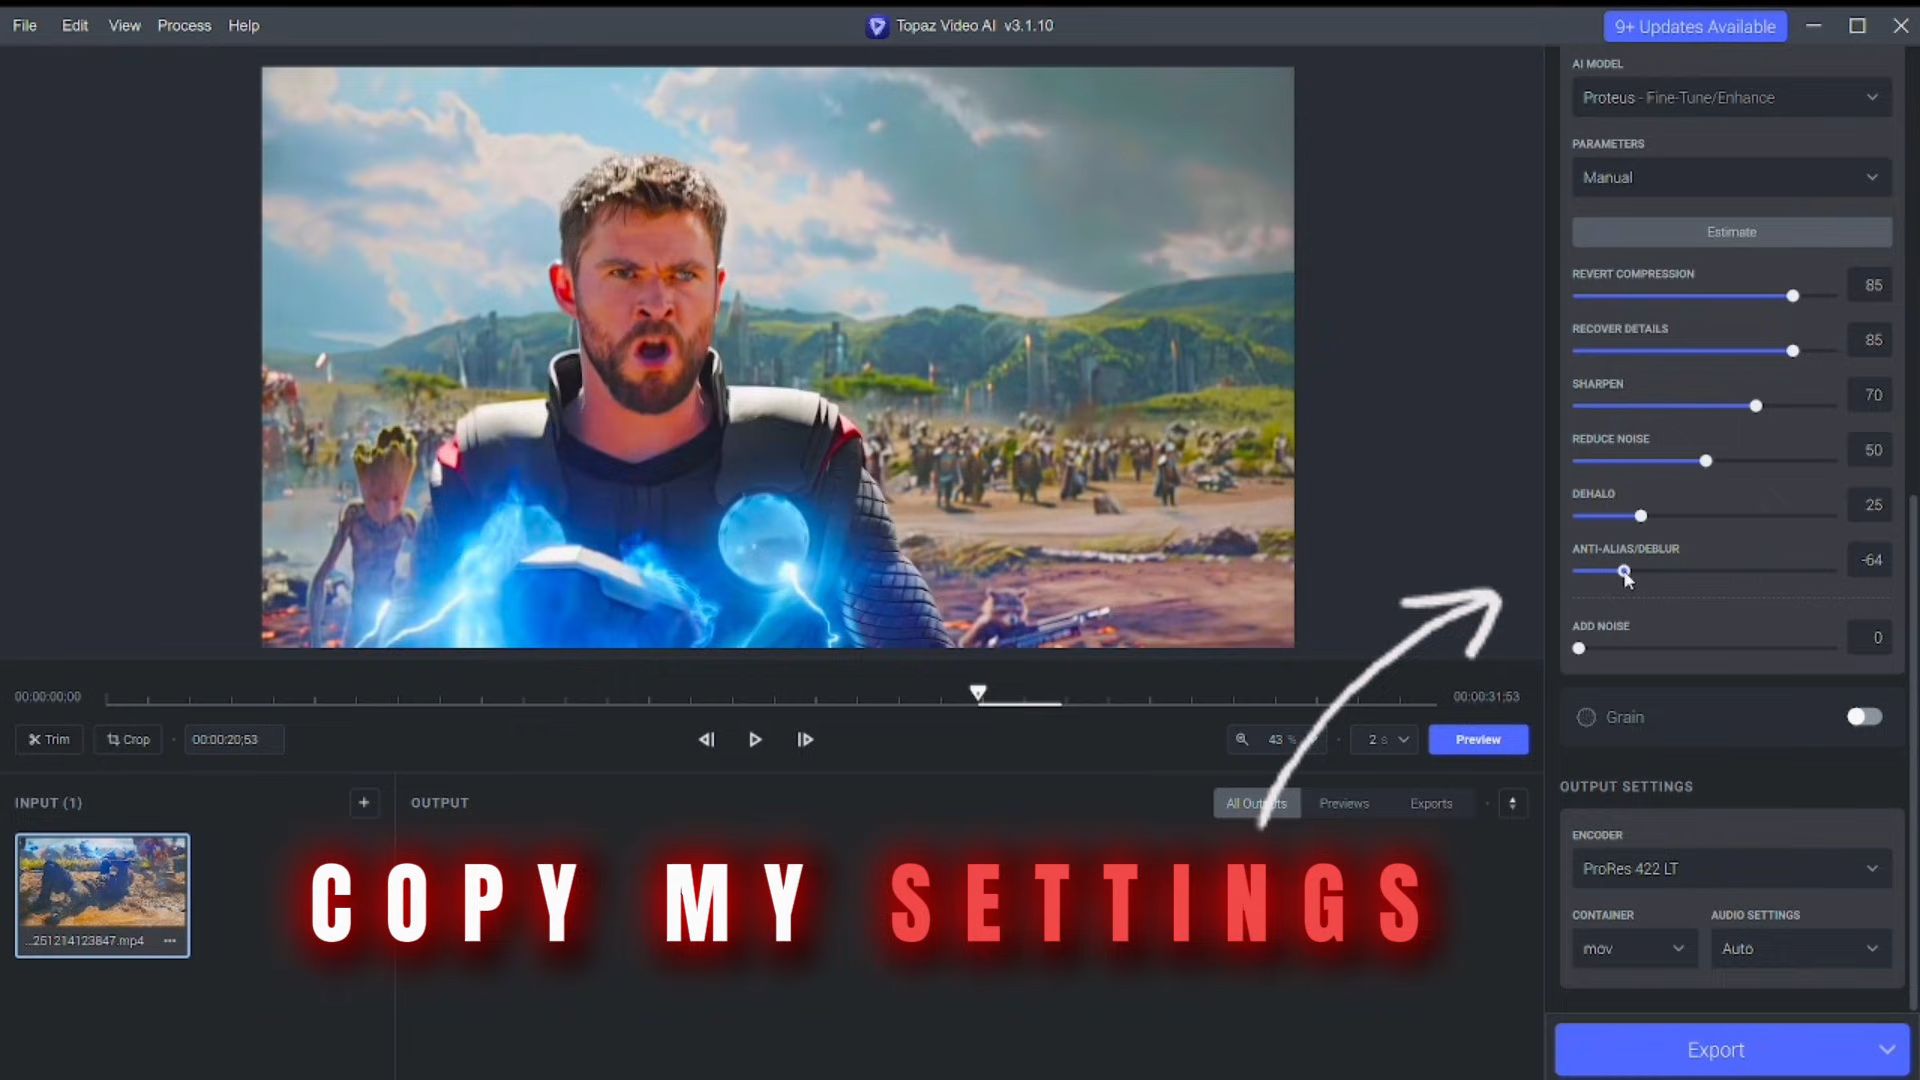 File Edit View Process Help
Topaz Video AI v3.1.10
9+ Updates Available
AI MODEL
Proteus - Fine-Tune/Enhance
PARAMETERS
Manual
Estimate
REVERT COMPRESSION
85
RECOVER DETAILS
85
SHARPEN
70
REDUCE NOISE
50
DEHALO
25
ANTI-ALIAS/DEBLUR
-64
ADD NOISE
0
Grain
OUTPUT SETTINGS
ENCODER
ProRes 422 LT
CONTAINER AUDIO SETTINGS
mov Auto
Export
00:00:00;00
00:00:31;53
Trim Crop 00:00:20;53
43 % 2 s Preview
INPUT (1)
+
OUTPUT
All Outputs Previews Exports
...251214123847.mp4 ...
COPY MY SETTINGS